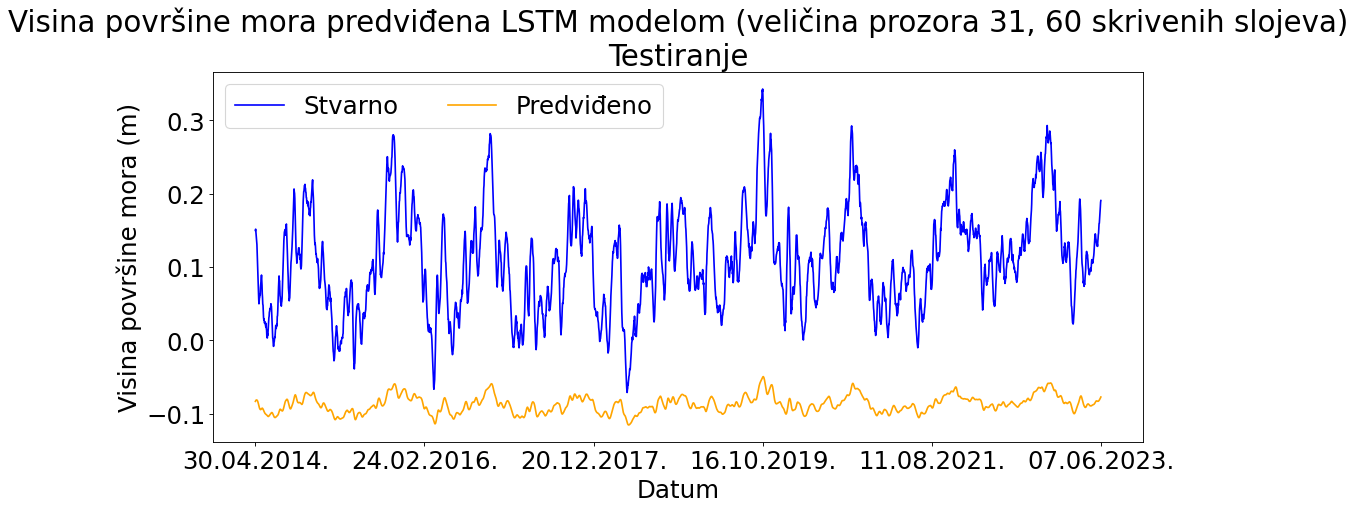 Visina površine mora predviđena LSTM modelom (veličina prozora 31, 60 skrivenih slojeva)
Testiranje
Stvarno Predviđeno
Visina površine mora (m)
0.3
0.2
0.1
0.0
−0.1
30.04.2014. 24.02.2016. 20.12.2017. 16.10.2019. 11.08.2021. 07.06.2023.
Datum